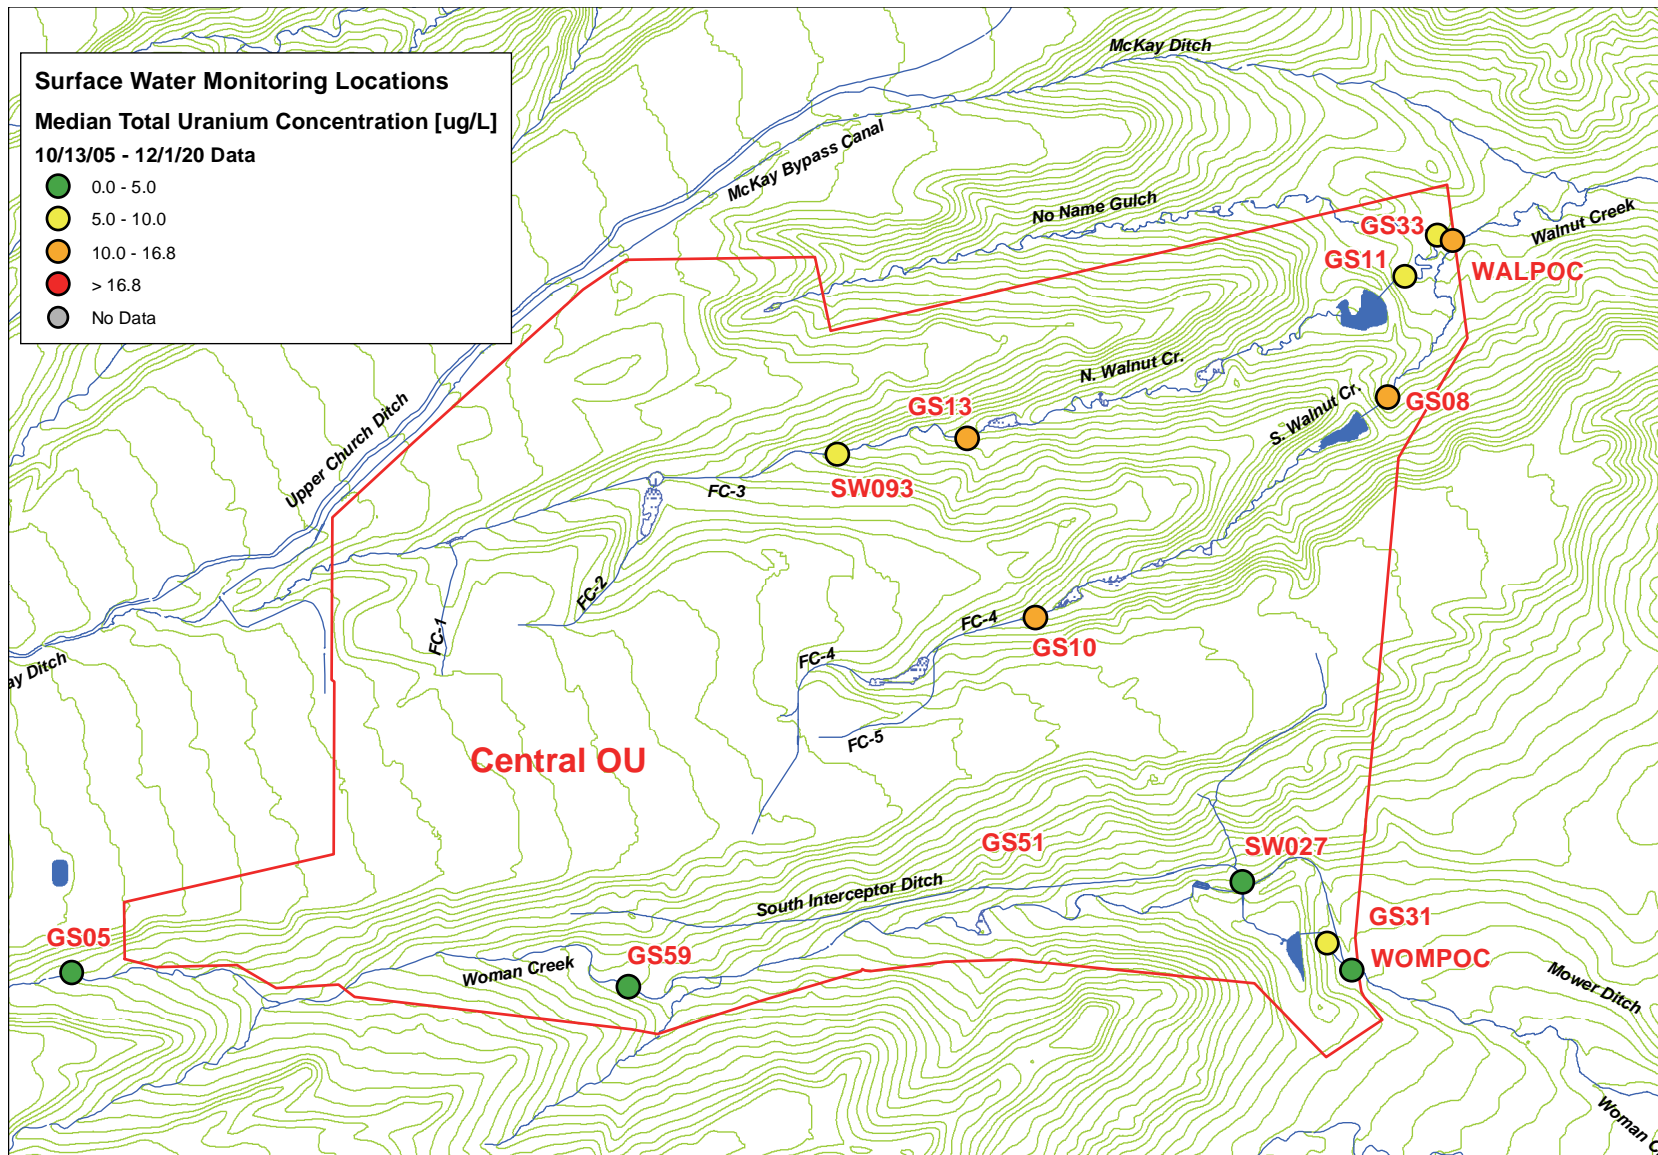 Surface Water Monitoring Locations
Median Total Uranium Concentration [ug/L]
10/13/05 - 12/1/20 Data
0.0 - 5.0
5.0 - 10.0
10.0 - 16.8
> 16.8
No Data
McKay Ditch
McKay Bypass Canal
No Name Gulch
Walnut Creek
GS33
GS11
WALPOC
N. Walnut Cr.
GS08
S. Walnut Cr.
GS13
Upper Church Ditch
SW093
FC-3
FC-2
FC-1
FC-4
GS10
FC-4
ay Ditch
FC-5
Central OU
GS51
SW027
South Interceptor Ditch
GS31
GS05
GS59
WOMPOC
Woman Creek
Mower Ditch
Woman C